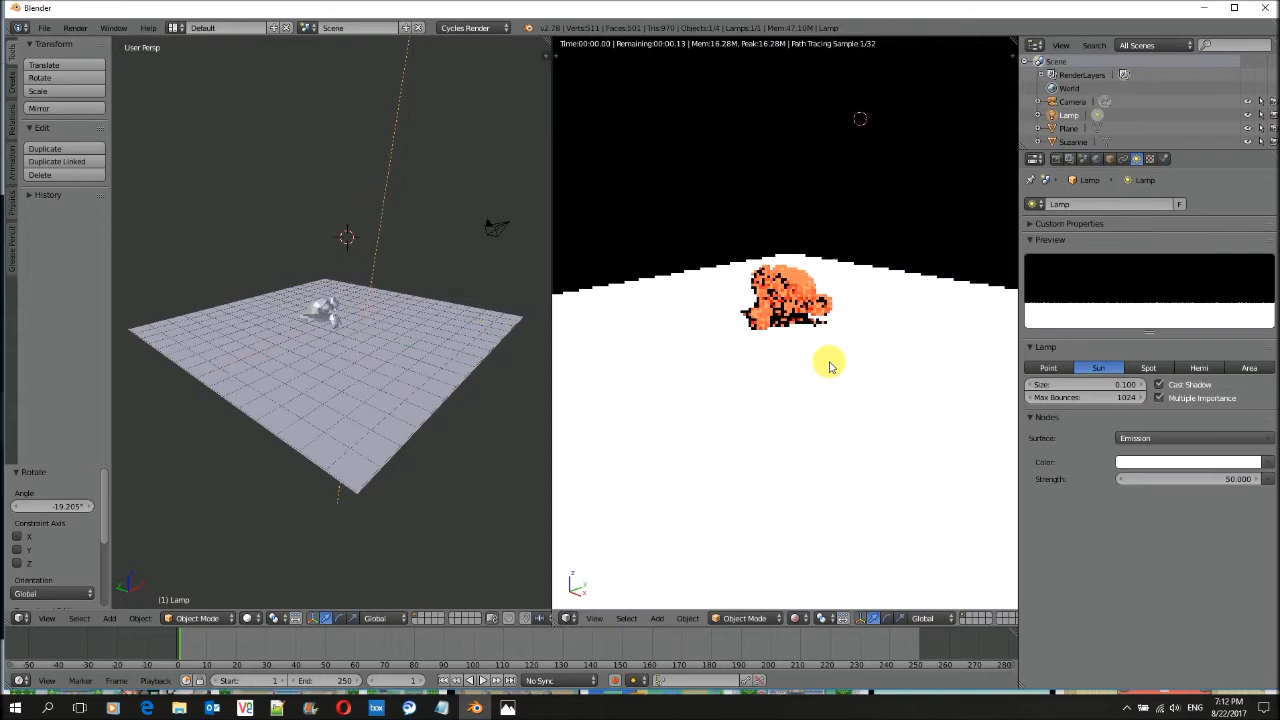 Blender
File Render Window Help Default Scene Cycles Render v2.78 | Verts:511 | Faces:501 | Tris:970 | Objects:1/4 | Lamps:1/1 | Mem:47.10M | Lamp
Tools
Create
Relations
Animation
Physics
Grease Pencil
Transform
Translate
Rotate
Scale
Mirror
Edit
Duplicate
Duplicate Linked
Delete
History
Rotate
Angle
-19.205°
Constraint Axis
X
Y
Z
Orientation
Global
User Persp
(1) Lamp
Time:00:00.00 | Remaining:00:00.13 | Mem:16.28M, Peak:16.28M | Path Tracing Sample 1/32
View Search All Scenes
Scene
RenderLayers
World
Camera
Lamp
Plane
Suzanne
Lamp Lamp
Lamp F
Custom Properties
Preview
Lamp
Point Sun Spot Hemi Area
Size: 0.100 Cast Shadow
Max Bounces: 1024 Multiple Importance
Nodes
Surface: Emission
Color:
Strength: 50.000
View Select Add Object Object Mode Global
View Select Add Object Object Mode Global
-50 -40 -30 -20 -10 0 10 20 30 40 50 60 70 80 90 100 110 120 130 140 150 160 170 180 190 200 210 220 230 240 250 260 270 280
View Marker Frame Playback Start: 1 End: 250 1 No Sync
box
ENG
7:12 PM
8/22/2017